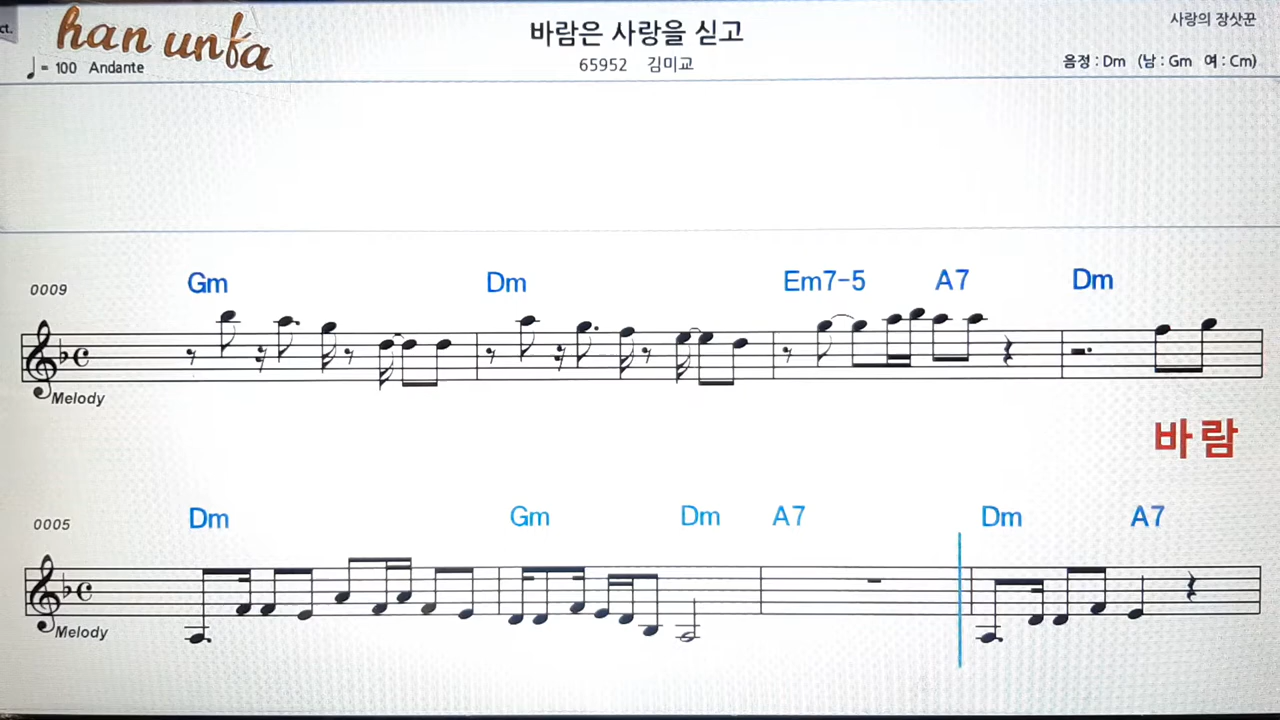 ct.
han unfa
바람은 사랑을 싣고
사랑의 장삿꾼
♩= 100 Andante
65952 김미교
음정 : Dm (남 : Gm 여 : Cm)
Gm Dm Em7-5 A7 Dm
0009
Melody
바람
Dm Gm Dm A7 Dm A7
0005
Melody